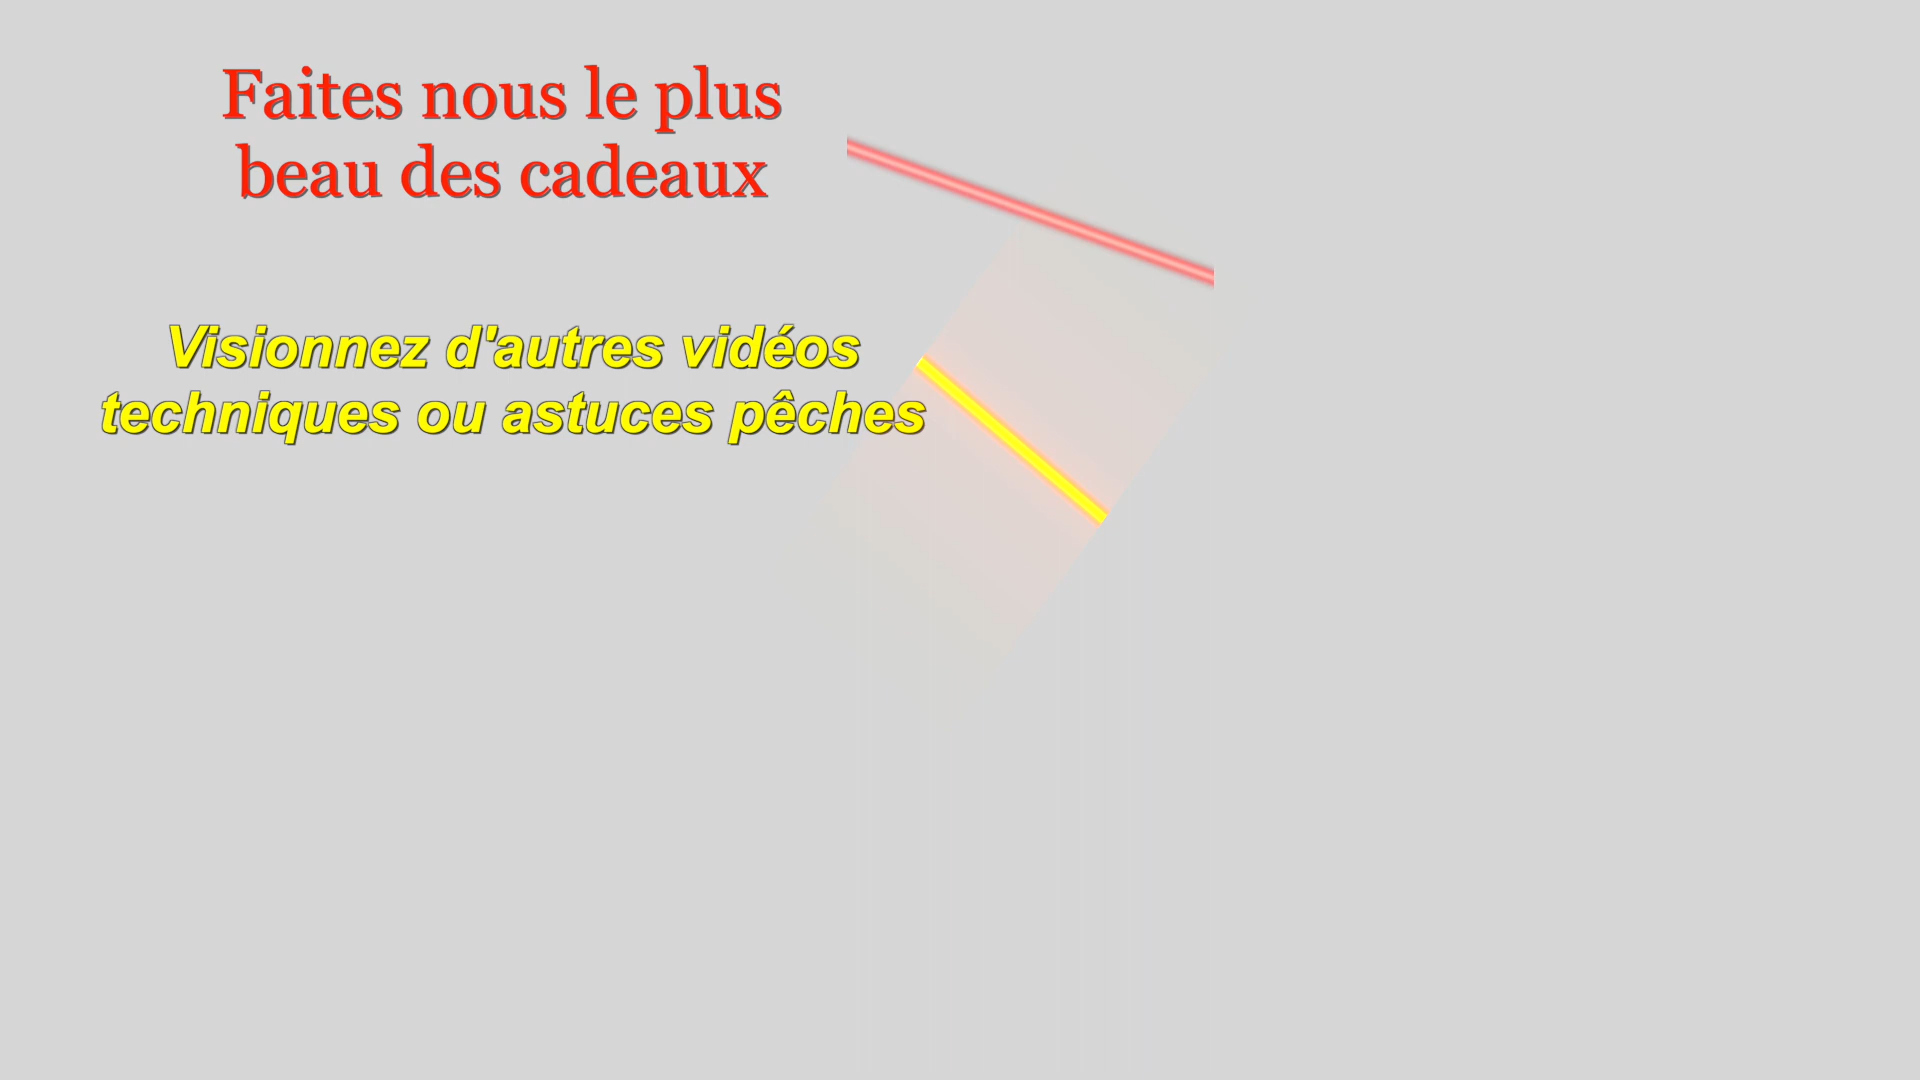 Faites nous le plus
beau des cadeaux
Visionnez d'autres vidéos
techniques ou astuces pêches